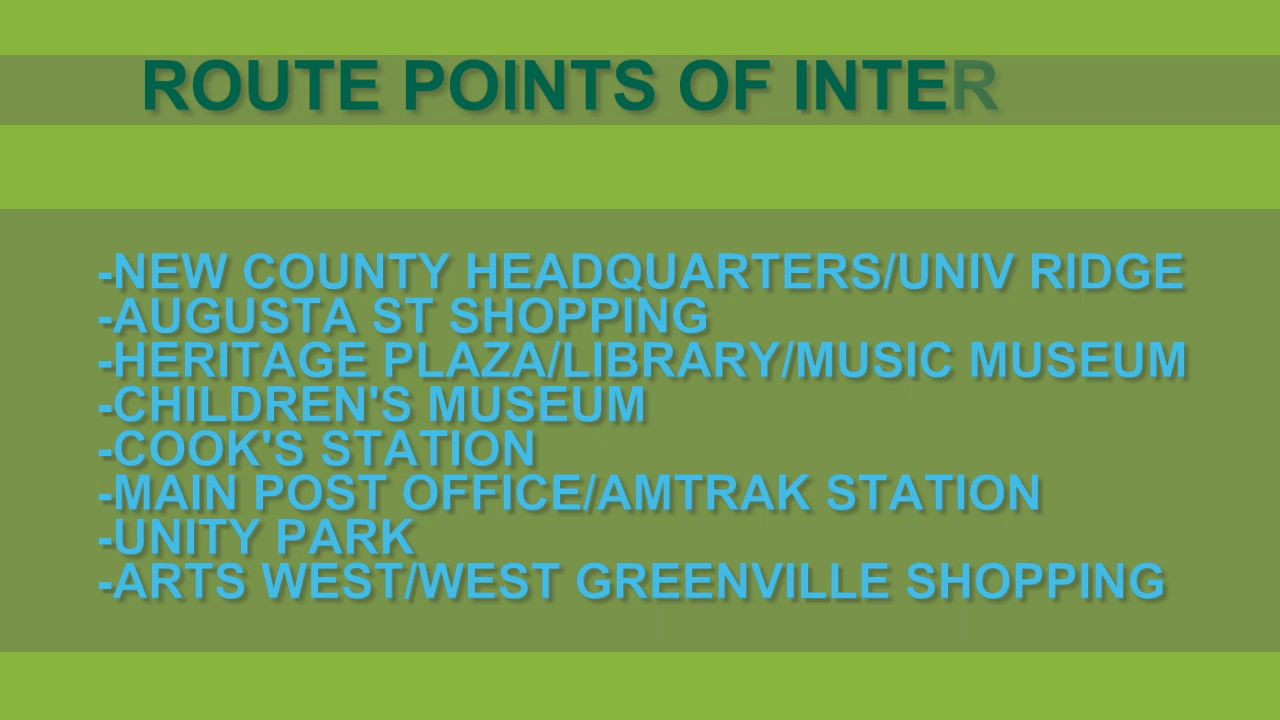 ROUTE POINTS OF INTER
-NEW COUNTY HEADQUARTERS/UNIV RIDGE
-AUGUSTA ST SHOPPING
-HERITAGE PLAZA/LIBRARY/MUSIC MUSEUM
-CHILDREN'S MUSEUM
-COOK'S STATION
-MAIN POST OFFICE/AMTRAK STATION
-UNITY PARK
-ARTS WEST/WEST GREENVILLE SHOPPING